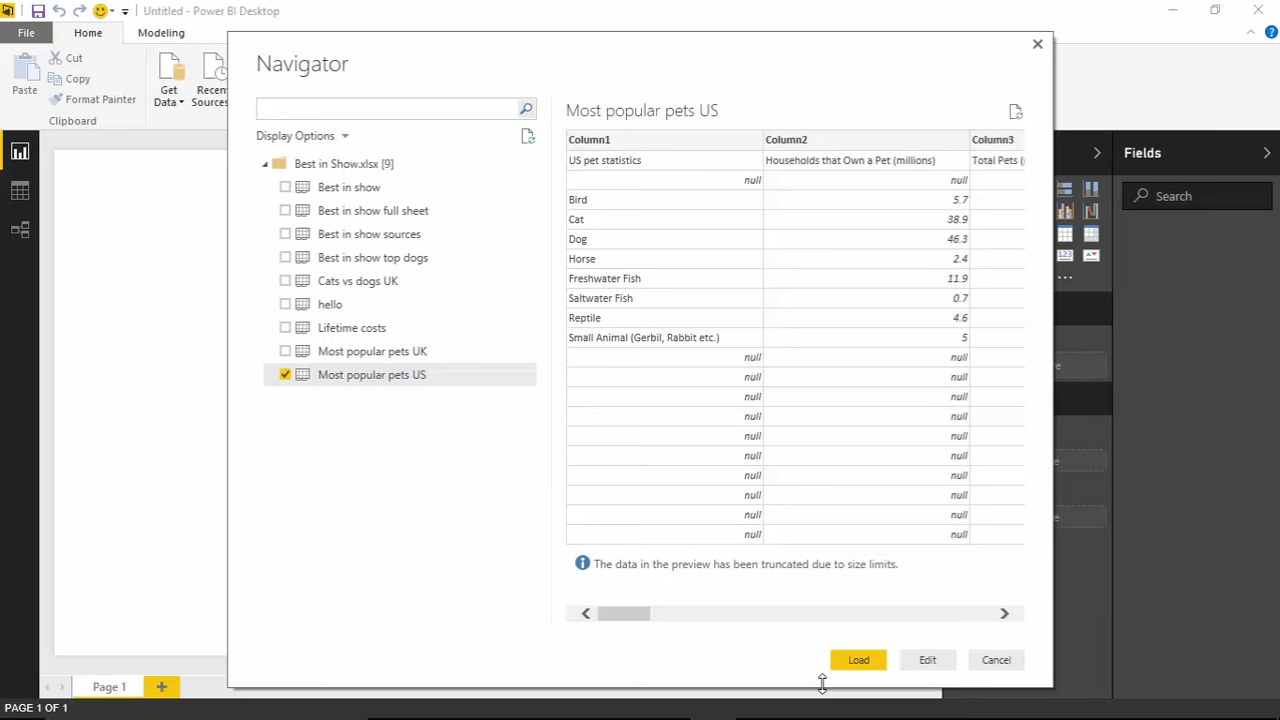 Untitled - Power BI Desktop
File
Home
Modeling
Paste
Cut
Copy
Format Painter
Clipboard
Get
Data
Recent
Sources
?
Navigator
Display Options
Best in Show.xlsx [9]
Best in show
Best in show full sheet
Best in show sources
Best in show top dogs
Cats vs dogs UK
hello
Lifetime costs
Most popular pets UK
Most popular pets US
Most popular pets US
Column1 Column2 Column3
US pet statistics Households that Own a Pet (millions) Total Pets (
null null
Bird 5.7
Cat 38.9
Dog 46.3
Horse 2.4
Freshwater Fish 11.9
Saltwater Fish 0.7
Reptile 4.6
Small Animal (Gerbil, Rabbit etc.) 5
null null
null null
null null
null null
null null
null null
null null
null null
null null
null null
The data in the preview has been truncated due to size limits.
Load Edit Cancel
Fields
Search
123
Page 1
PAGE 1 OF 1